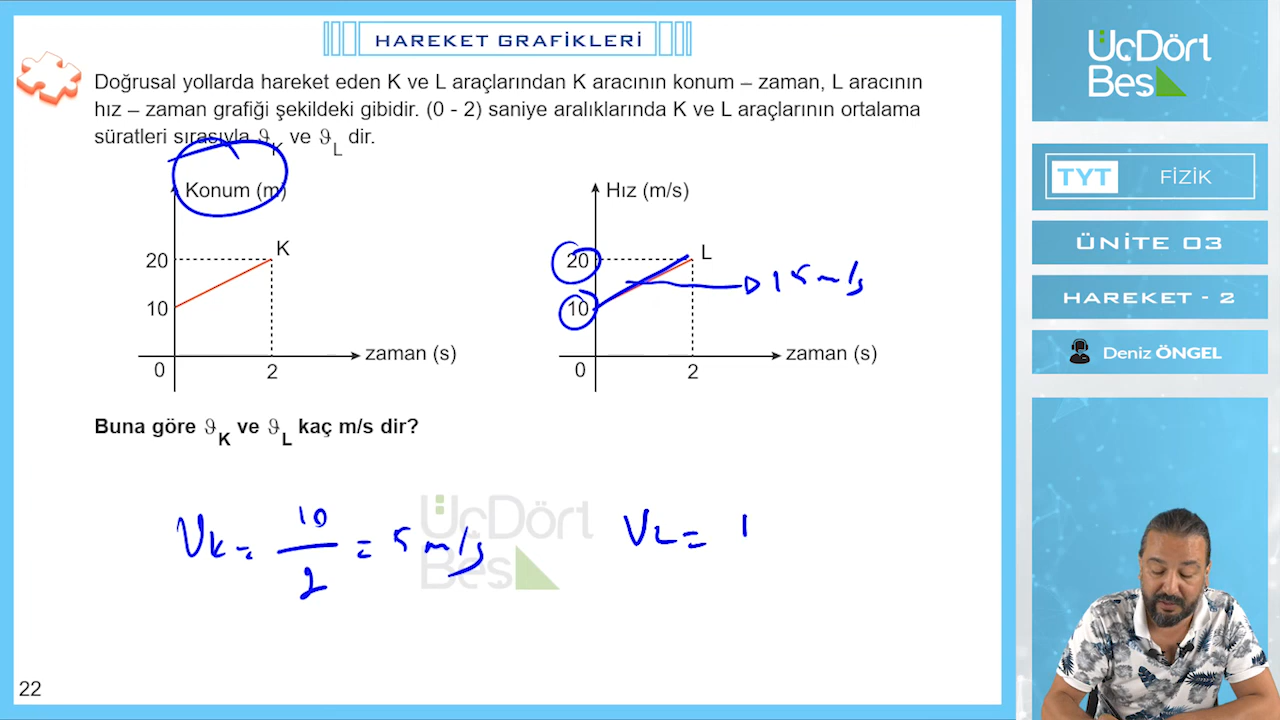 HAREKET GRAFİKLERİ
Doğrusal yollarda hareket eden K ve L araçlarından K aracının konum – zaman, L aracının
hız – zaman grafiği şekildeki gibidir. (0 - 2) saniye aralıklarında K ve L araçlarının ortalama
süratleri sırasıyla ϑK ve ϑL dir.
Konum (m)
20
10
0
2
K
zaman (s)
Hız (m/s)
20
10
0
2
L
zaman (s)
15 m/s
Buna göre ϑK ve ϑL kaç m/s dir?
VK = 10/2 = 5 m/s
VL = 1
ÜçDört
Beş
22
ÜçDört
Beş
TYT FİZİK
ÜNİTE 03
HAREKET - 2
Deniz ÖNGEL